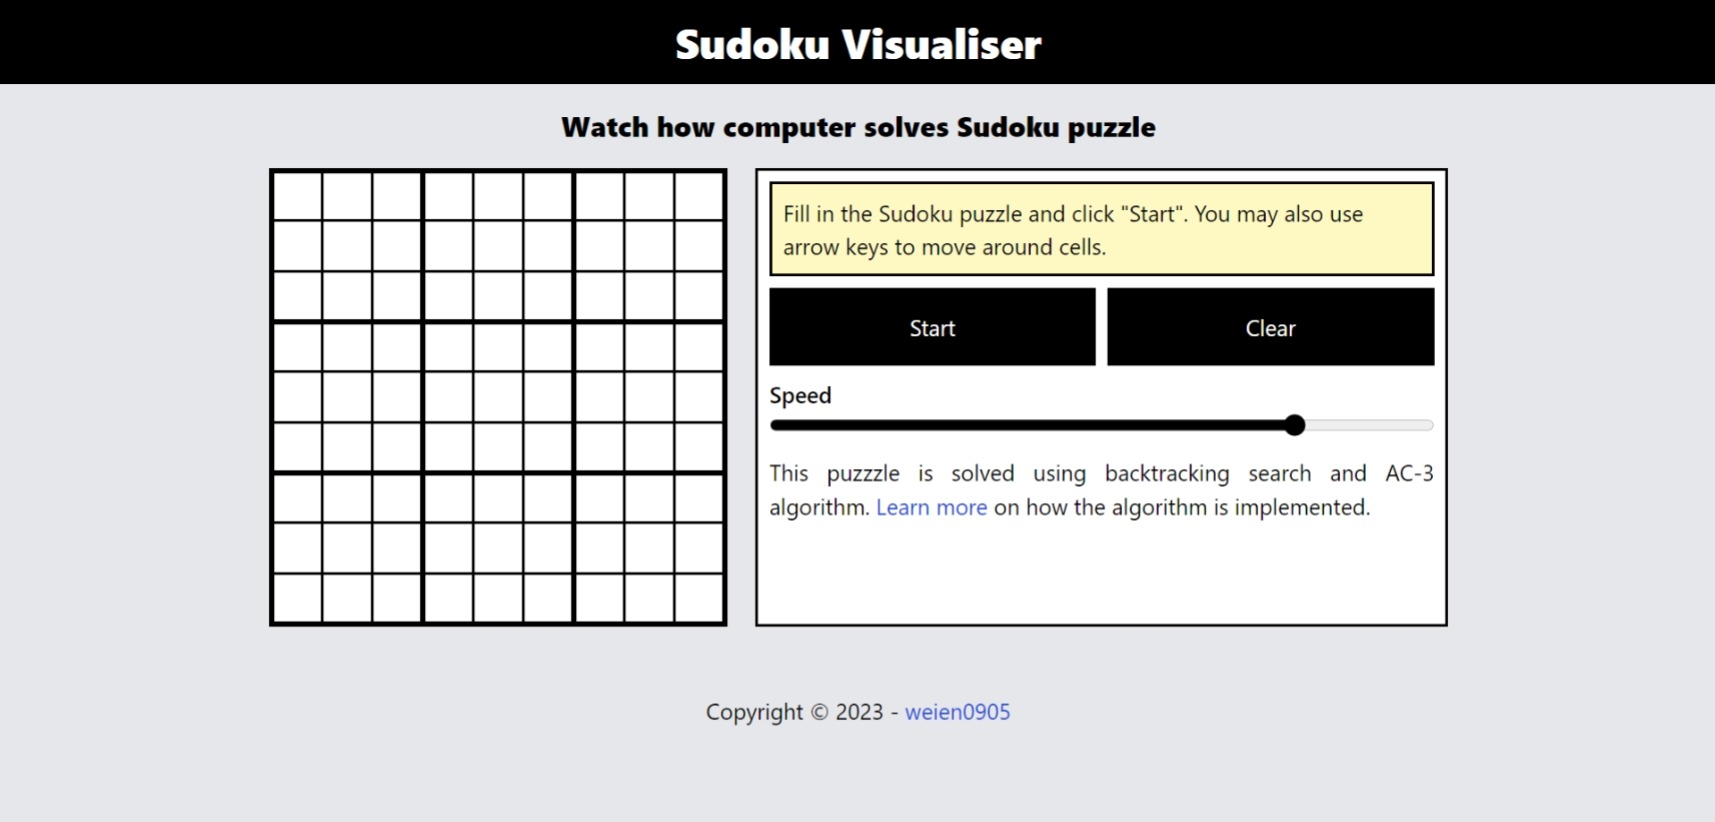 Sudoku Visualiser
Watch how computer solves Sudoku puzzle
Fill in the Sudoku puzzle and click "Start". You may also use
arrow keys to move around cells.
Start
Clear
Speed
This puzzzle is solved using backtracking search and AC-3
algorithm. Learn more on how the algorithm is implemented.
Copyright © 2023 - weien0905